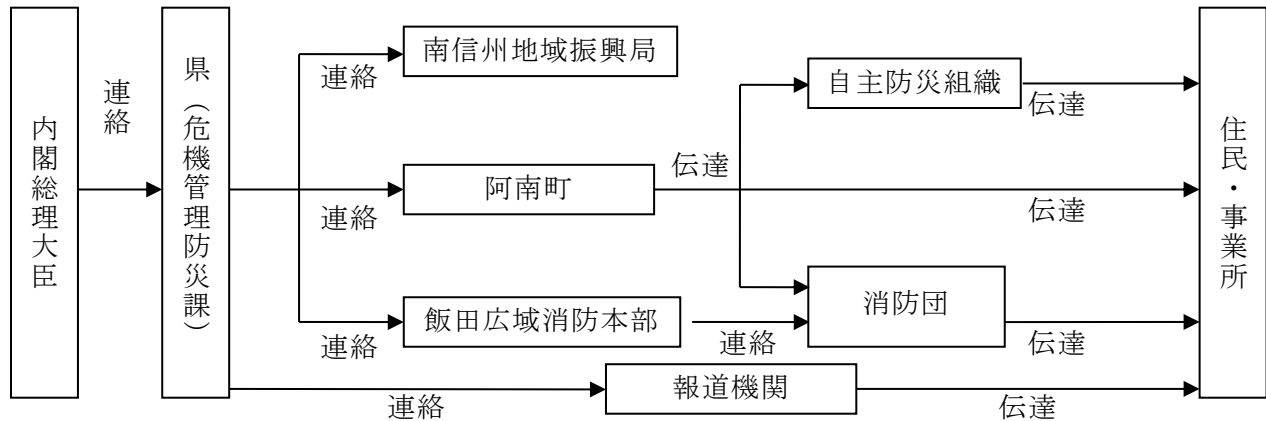 内閣総理大臣
連絡
県（危機管理防災課）
連絡
南信州地域振興局
連絡
阿南町
連絡
飯田広域消防本部
連絡
報道機関
伝達
自主防災組織
連絡
消防団
伝達
伝達
伝達
伝達
住民・事業所